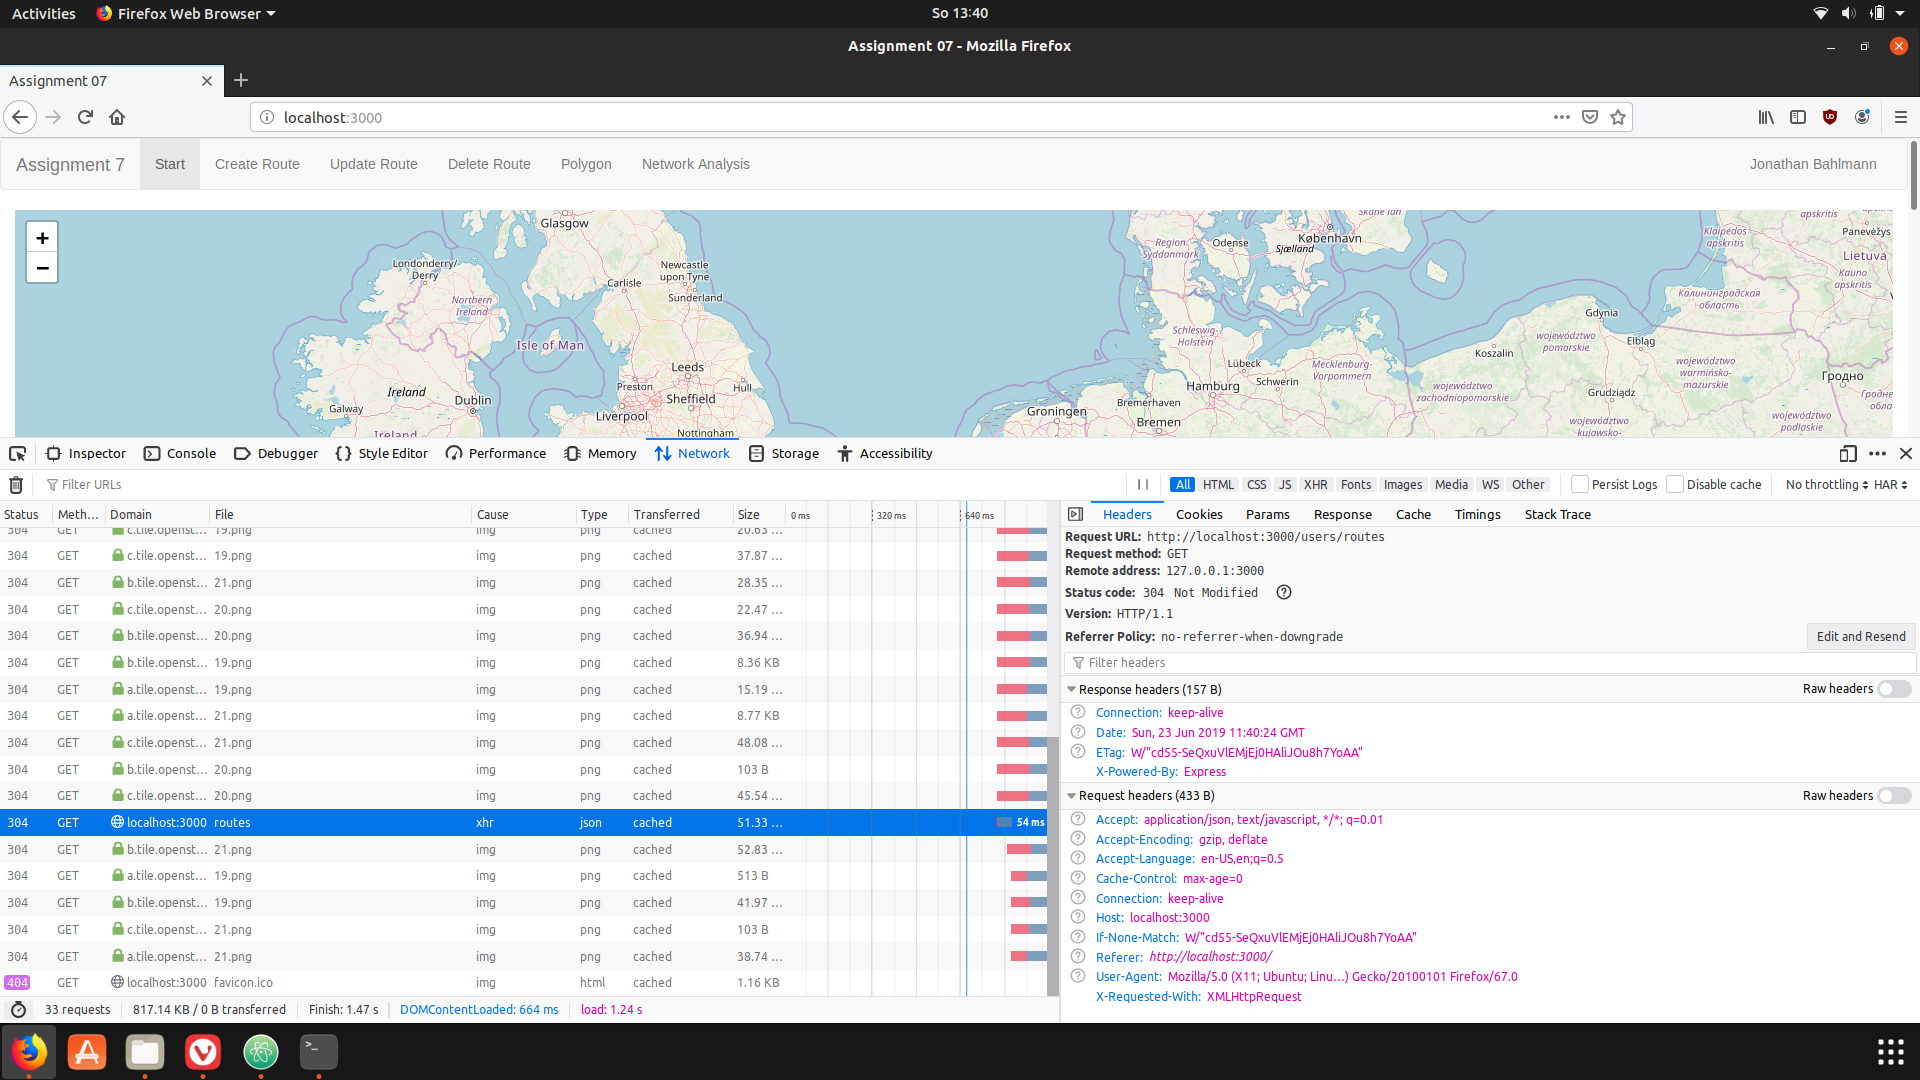 Activities Firefox Web Browser So 13:40
Assignment 07 - Mozilla Firefox
Assignment 07
localhost:3000
Assignment 7 Start Create Route Update Route Delete Route Polygon Network Analysis Jonathan Bahlmann
+
−
Glasgow
Londonderry/
Derry
Newcastle
upon Tyne
Carlisle
Sunderland
Northern
Ireland
Isle of Man
Leeds
Preston
Hull
Ireland
Dublin
Sheffield
Galway
Liverpool
Ireland
Nottingham
Region
Syddanmark
Odense
København
Sjælland
Skåne län
Schleswig-
Holstein
Lübeck
Mecklenburg-
Vorpommern
Hamburg
Schwerin
Bremerhaven
Groningen
Bremen
Koszalin
Gdynia
Elbląg
województwo
pomorskie
województwo
zachodniopomorskie
województwo
warmińsko-
mazurskie
Grudziądz
województwo
kujawsko-
województwo
podlaskie
Гродно
Калининградская
область
Klaipėdos
apskritis
apskritis
Panevėžys
Lietuva
Kauno
apskritis
Inspector Console Debugger Style Editor Performance Memory Network Storage Accessibility
Filter URLs All HTML CSS JS XHR Fonts Images Media WS Other Persist Logs Disable cache No throttling HAR
Status Meth... Domain File Cause Type Transferred Size 0 ms 320 ms 640 ms
304 GET c.tile.openst... 19.png img png cached 20.63 ...
304 GET c.tile.openst... 19.png img png cached 37.87 ...
304 GET b.tile.openst... 21.png img png cached 28.35 ...
304 GET c.tile.openst... 20.png img png cached 22.47 ...
304 GET b.tile.openst... 20.png img png cached 36.94 ...
304 GET b.tile.openst... 19.png img png cached 8.36 KB
304 GET a.tile.openst... 19.png img png cached 15.19 ...
304 GET a.tile.openst... 21.png img png cached 8.77 KB
304 GET c.tile.openst... 21.png img png cached 48.08 ...
304 GET b.tile.openst... 20.png img png cached 103 B
304 GET c.tile.openst... 20.png img png cached 45.54 ...
304 GET localhost:3000 routes xhr json cached 51.33 ... 54 ms
304 GET b.tile.openst... 21.png img png cached 52.83 ...
304 GET a.tile.openst... 19.png img png cached 513 B
304 GET b.tile.openst... 19.png img png cached 41.97 ...
304 GET c.tile.openst... 21.png img png cached 103 B
304 GET a.tile.openst... 21.png img png cached 38.74 ...
404 GET localhost:3000 favicon.ico img html cached 1.16 KB
33 requests 817.14 KB / 0 B transferred Finish: 1.47 s DOMContentLoaded: 664 ms load: 1.24 s
Headers Cookies Params Response Cache Timings Stack Trace
Request URL: http://localhost:3000/users/routes
Request method: GET
Remote address: 127.0.0.1:3000
Status code: 304 Not Modified
Version: HTTP/1.1
Referrer Policy: no-referrer-when-downgrade Edit and Resend
Filter headers
Response headers (157 B) Raw headers
Connection: keep-alive
Date: Sun, 23 Jun 2019 11:40:24 GMT
ETag: W/"cd55-SeQxuVlEMjEj0HAliJOu8h7YoAA"
X-Powered-By: Express
Request headers (433 B) Raw headers
Accept: application/json, text/javascript, */*; q=0.01
Accept-Encoding: gzip, deflate
Accept-Language: en-US,en;q=0.5
Cache-Control: max-age=0
Connection: keep-alive
Host: localhost:3000
If-None-Match: W/"cd55-SeQxuVlEMjEj0HAliJOu8h7YoAA"
Referer: http://localhost:3000/
User-Agent: Mozilla/5.0 (X11; Ubuntu; Linu...) Gecko/20100101 Firefox/67.0
X-Requested-With: XMLHttpRequest